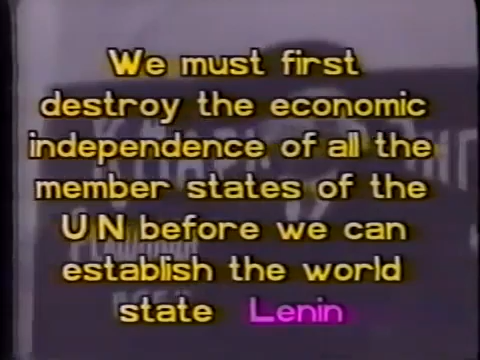 We must first
destroy the economic
independence of all the
member states of the
U N before we can
establish the world
state Lenin